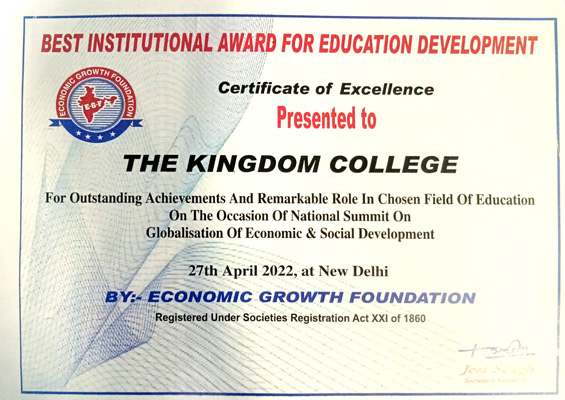 BEST INSTITUTIONAL AWARD FOR EDUCATION DEVELOPMENT
ECONOMIC GROWTH FOUNDATION
E·G·F
Certificate of Excellence
Presented to
THE KINGDOM COLLEGE
For Outstanding Achievements And Remarkable Role In Chosen Field Of Education
On The Occasion Of National Summit On
Globalisation Of Economic & Social Development
27th April 2022, at New Delhi
BY:- ECONOMIC GROWTH FOUNDATION
Registered Under Societies Registration Act XXI of 1860